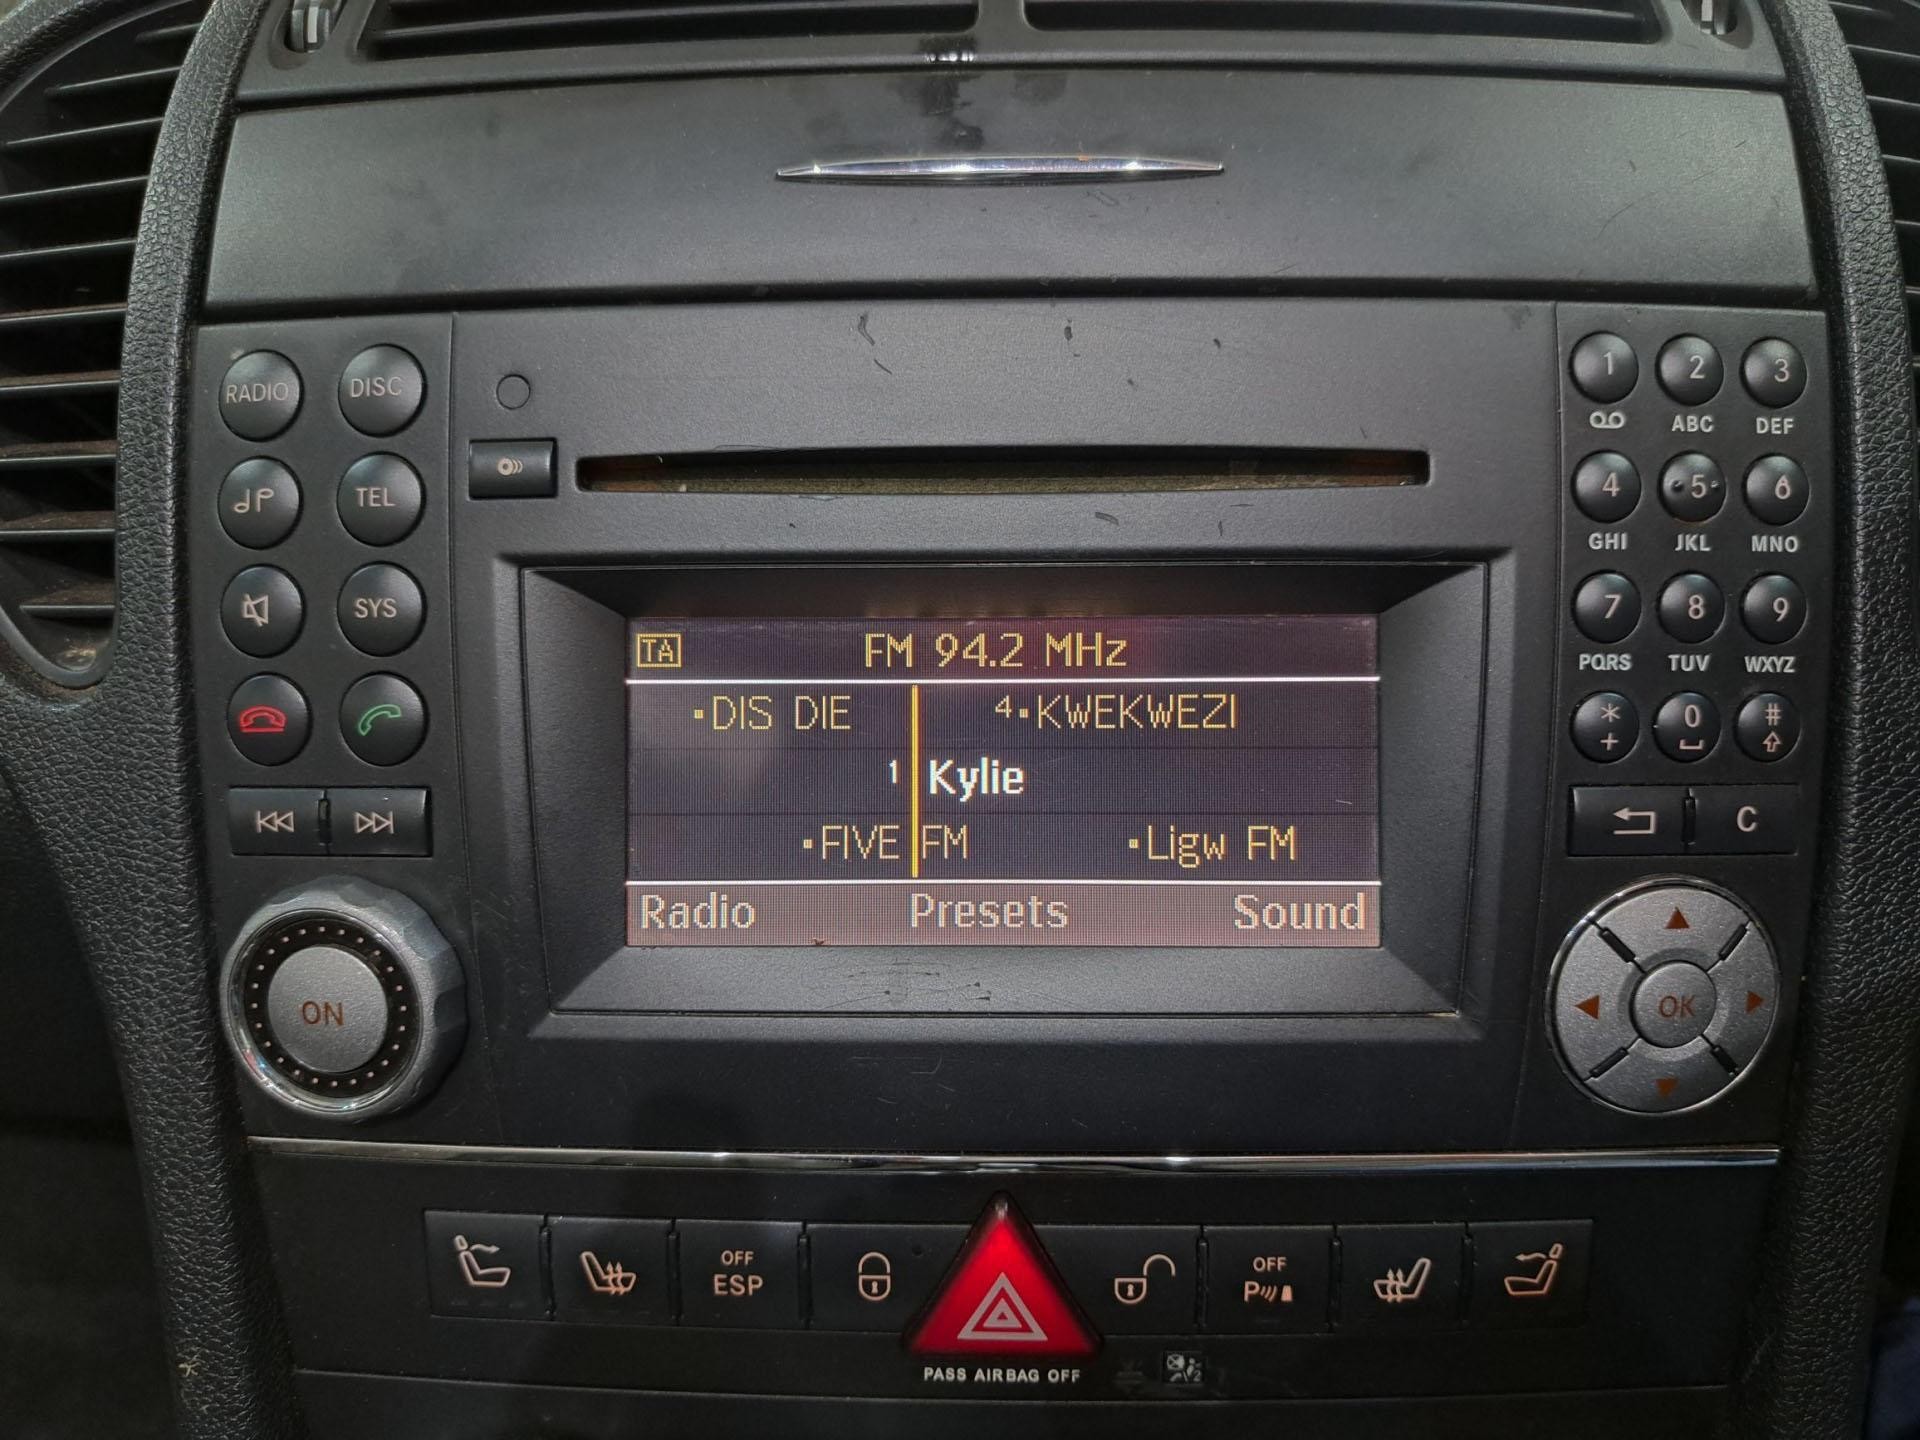 RADIO DISC
TEL
SYS
ON
TA FM 94.2 MHz
DIS DIE 4 KWEKWEZI
1 Kylie
FIVE FM Ligw FM
Radio Presets Sound
1 2 3
ABC DEF
4 5 6
GHI JKL MNO
7 8 9
PQRS TUV WXYZ
* 0 #
+
C
OK
OFF
ESP
OFF
P
PASS AIRBAG OFF